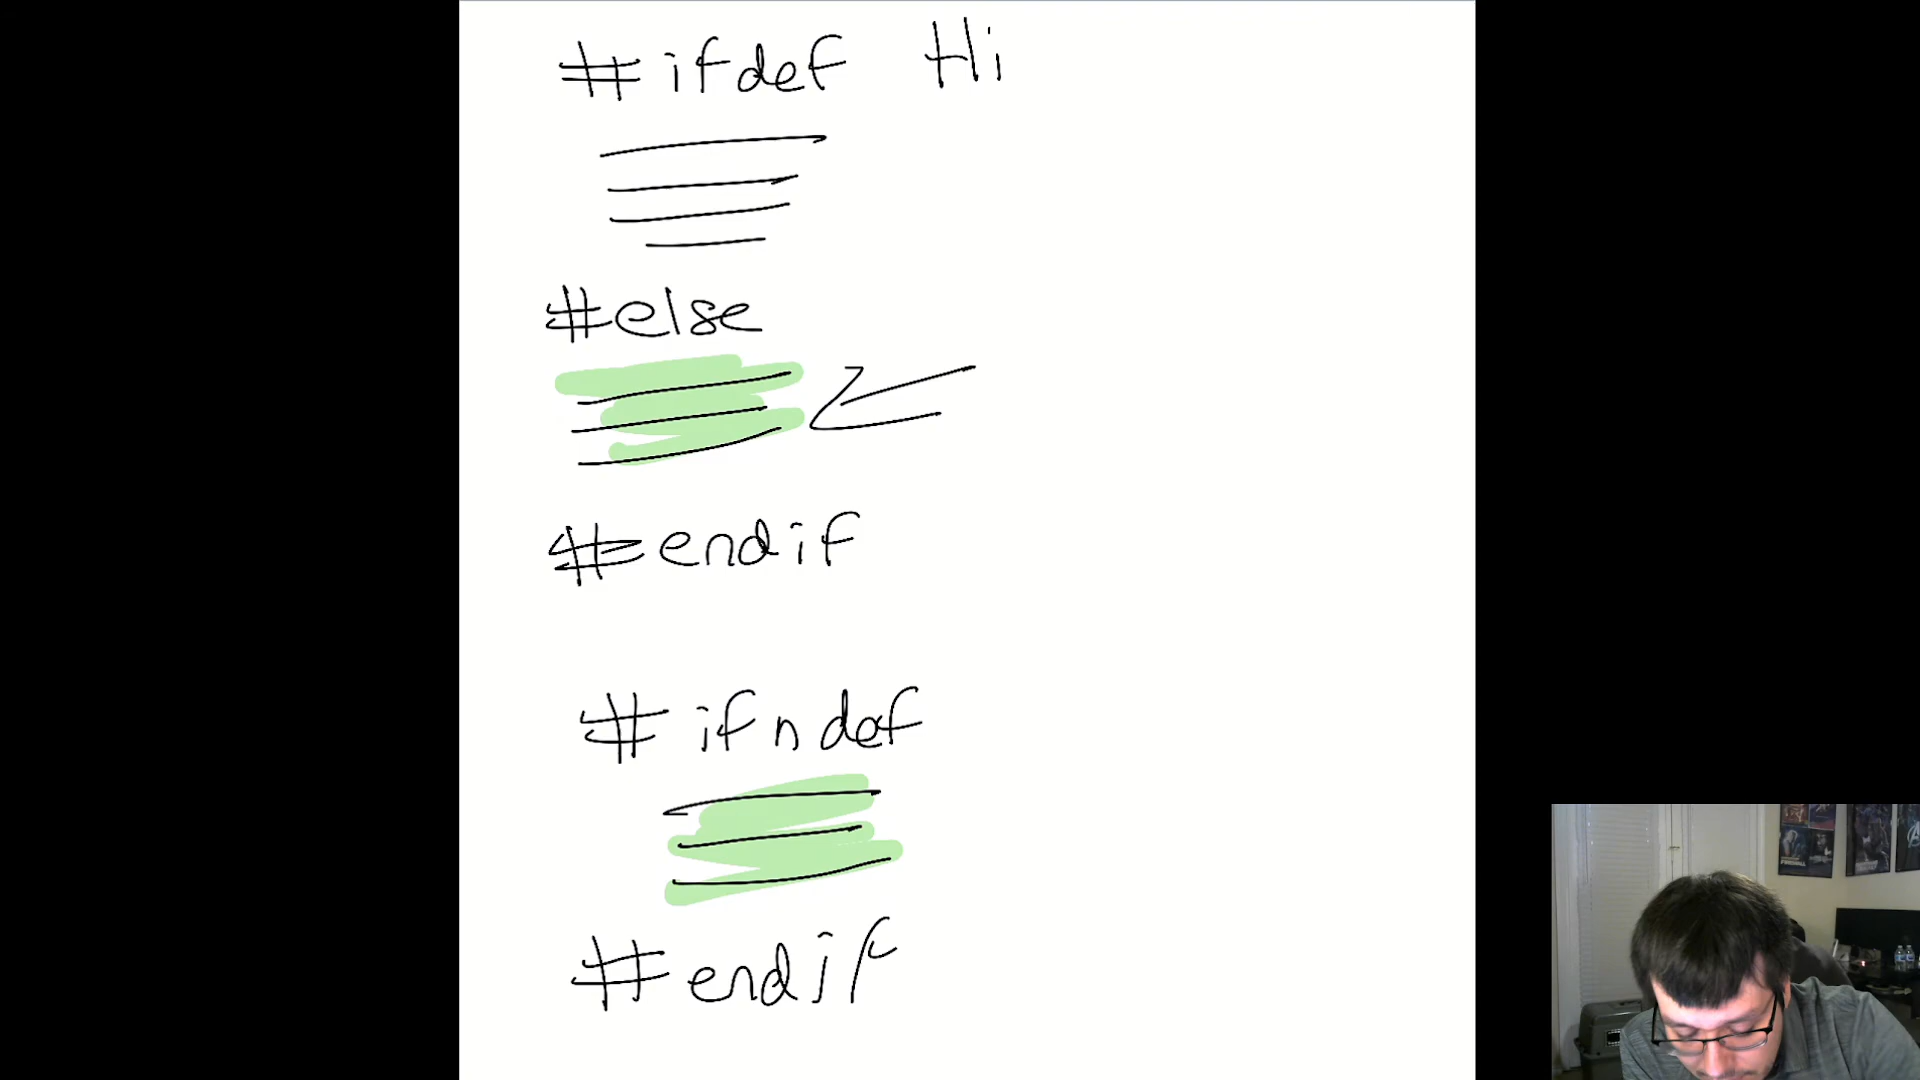 #ifdef Hi
#else
#endif
#ifndef
#endif